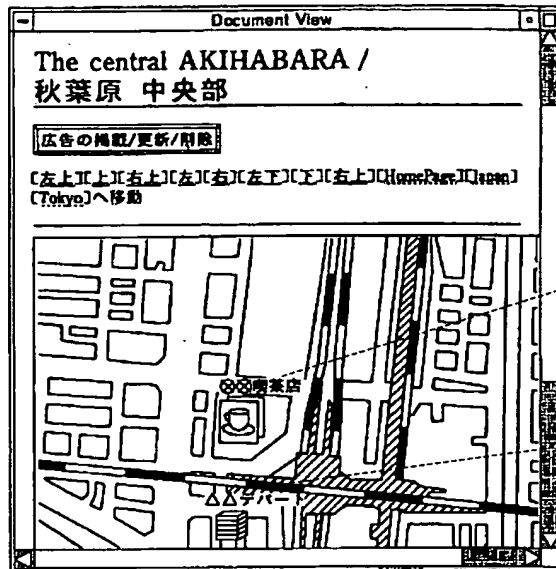 Document View
The central AKIHABARA /
秋葉原 中央部
広告の掲載/更新/削除
[左上][上][右上][左][右][左下][下][右上][HomePage][Japan]
[Tokyo]へ移動
⊗⊗喫茶店
△△デパート